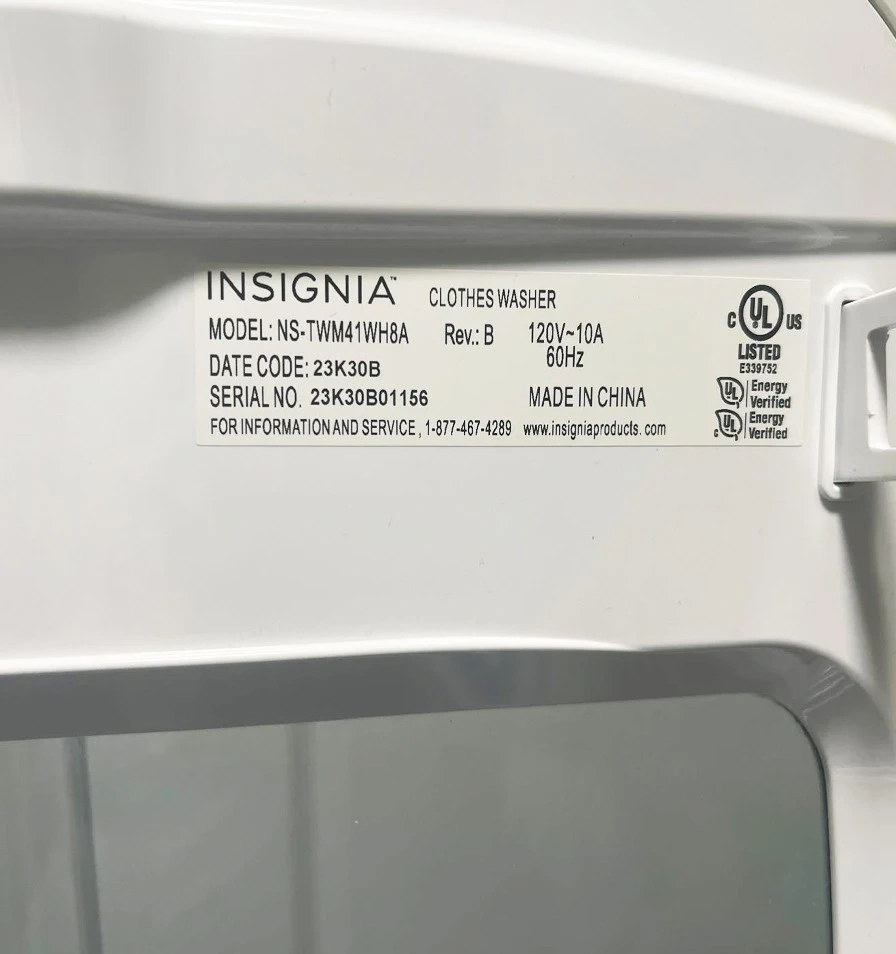 INSIGNIA™ CLOTHES WASHER
MODEL: NS-TWM41WH8A Rev.: B 120V~10A
60Hz
DATE CODE: 23K30B
SERIAL NO. 23K30B01156 MADE IN CHINA
FOR INFORMATION AND SERVICE, 1-877-467-4289 www.insigniaproducts.com
C UL US
LISTED
E339752
UL Energy
Verified
c UL Energy
Verified